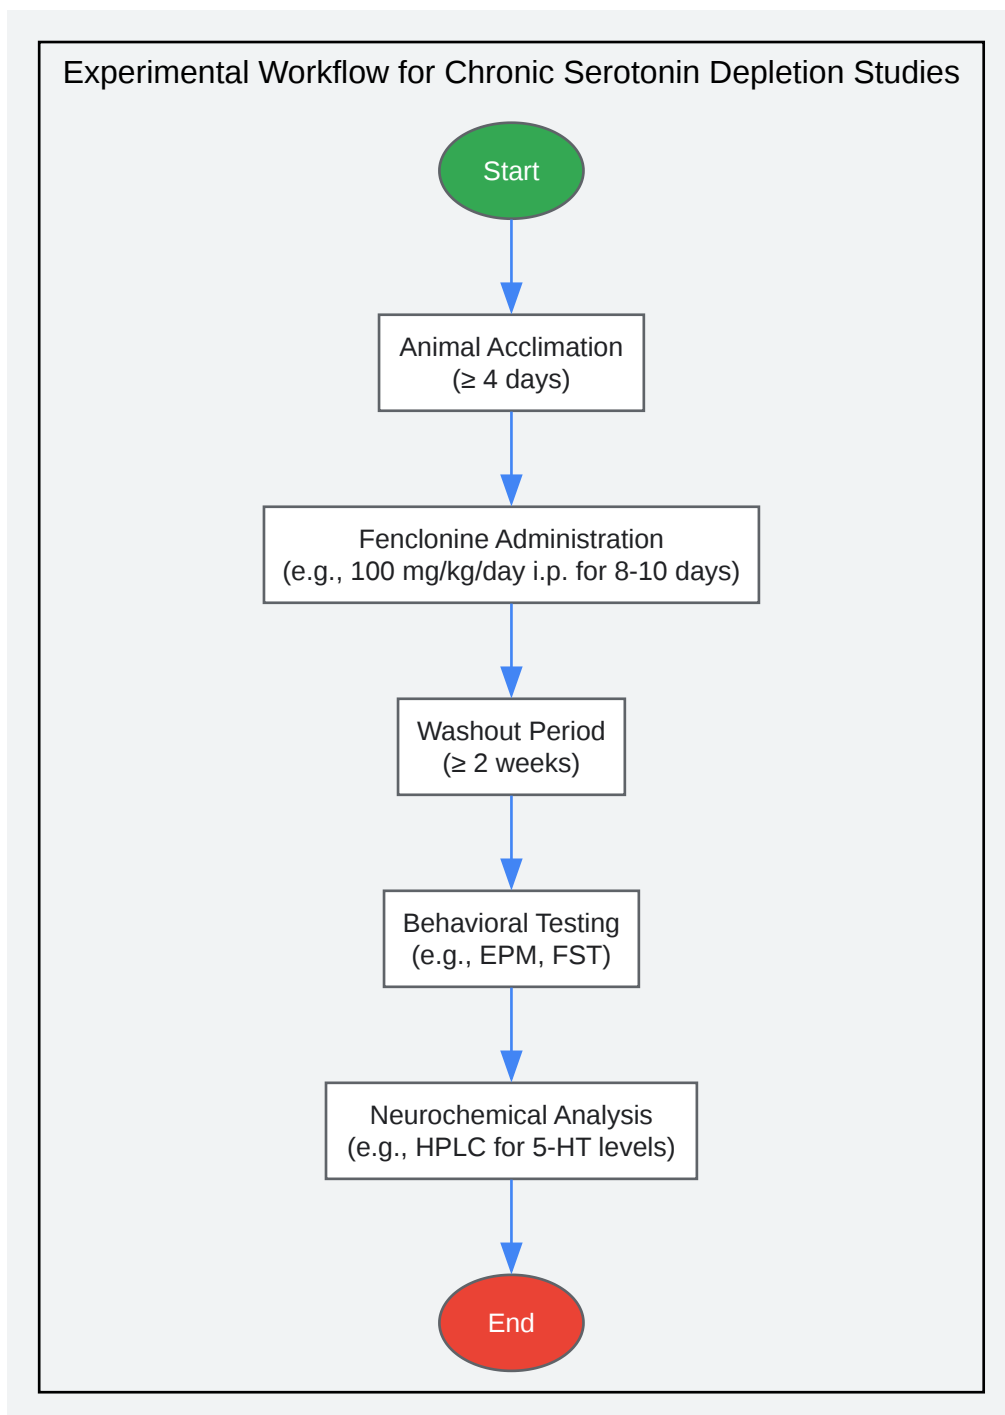 Experimental Workflow for Chronic Serotonin Depletion Studies
Start
Animal Acclimation
(≥ 4 days)
Fenclonine Administration
(e.g., 100 mg/kg/day i.p. for 8-10 days)
Washout Period
(≥ 2 weeks)
Behavioral Testing
(e.g., EPM, FST)
Neurochemical Analysis
(e.g., HPLC for 5-HT levels)
End